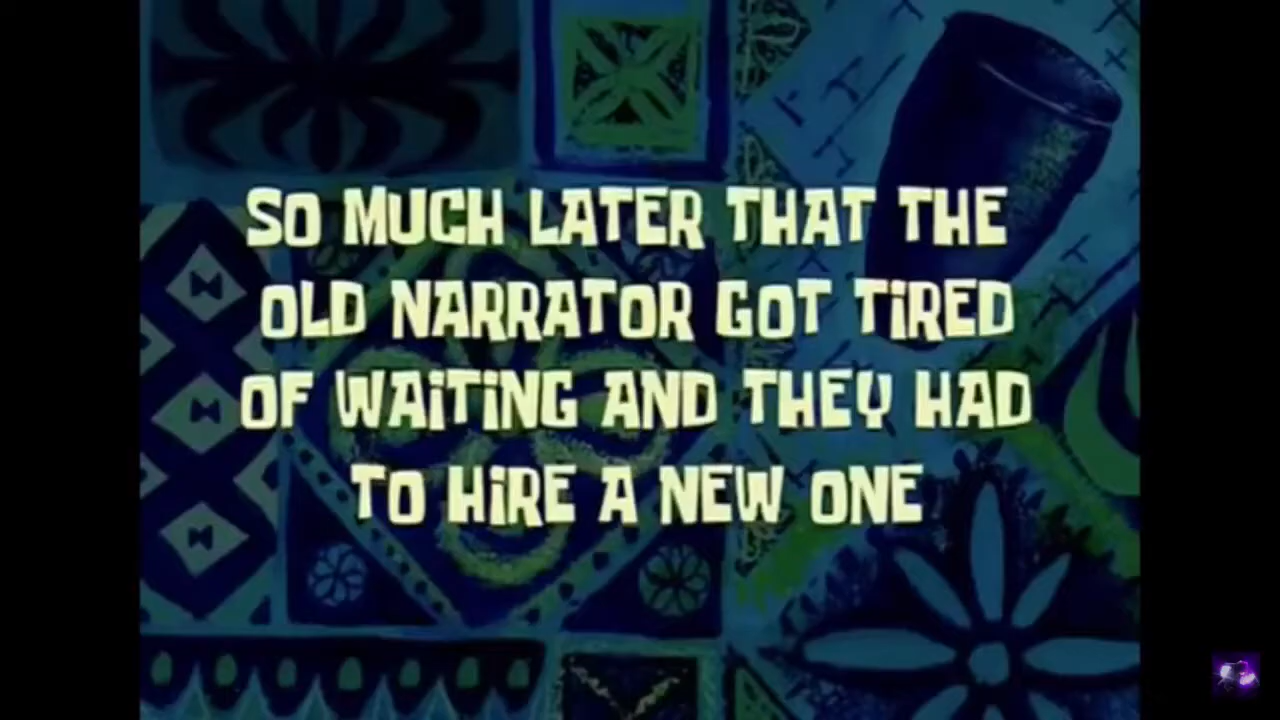 SO MUCH LATER THAT THE
OLD NARRATOR GOT TIRED
OF WAITING AND THEY HAD
TO HIRE A NEW ONE